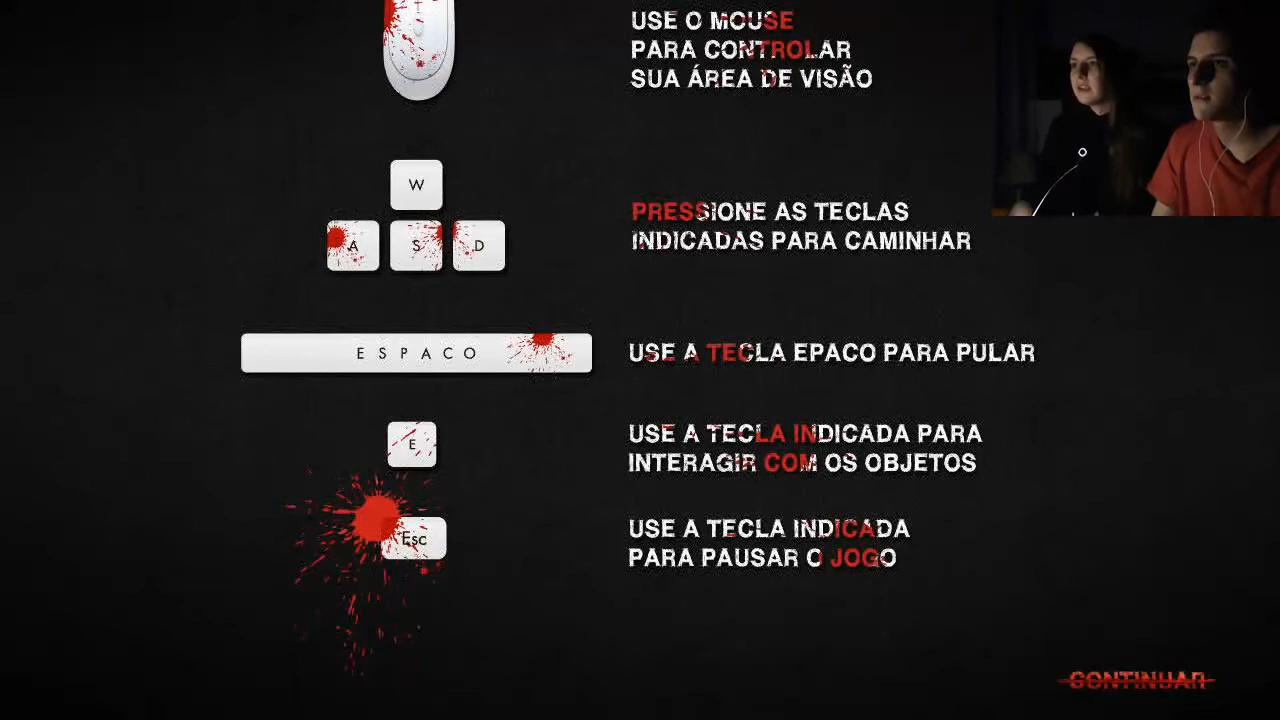 USE O MOUSE
PARA CONTROLAR
SUA ÁREA DE VISÃO
W
A S D
PRESSIONE AS TECLAS
INDICADAS PARA CAMINHAR
ESPACO
USE A TECLA EPACO PARA PULAR
E
USE A TECLA INDICADA PARA
INTERAGIR COM OS OBJETOS
Esc
USE A TECLA INDICADA
PARA PAUSAR O JOGO
CONTINUAR